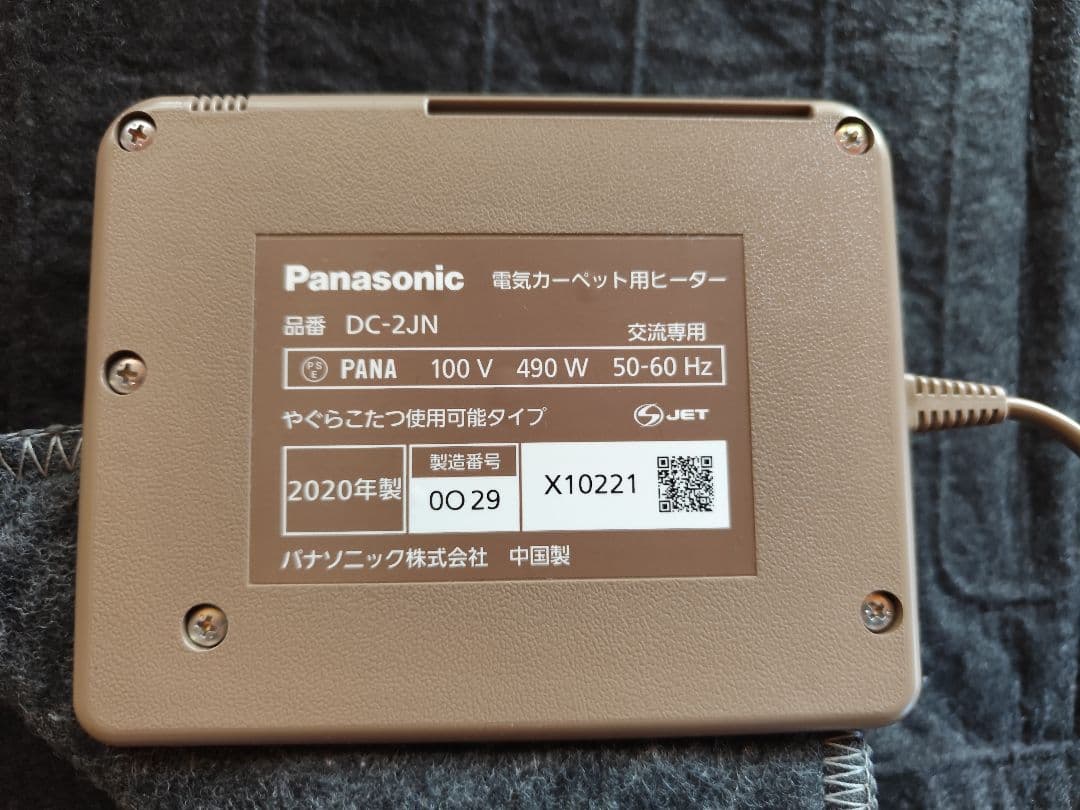 Panasonic 電気カーペット用ヒーター
品番 DC-2JN 交流専用
PSE PANA 100 V 490 W 50-60 Hz
やぐらこたつ使用可能タイプ JET
2020年製 製造番号 0O 29 X10221
パナソニック株式会社 中国製